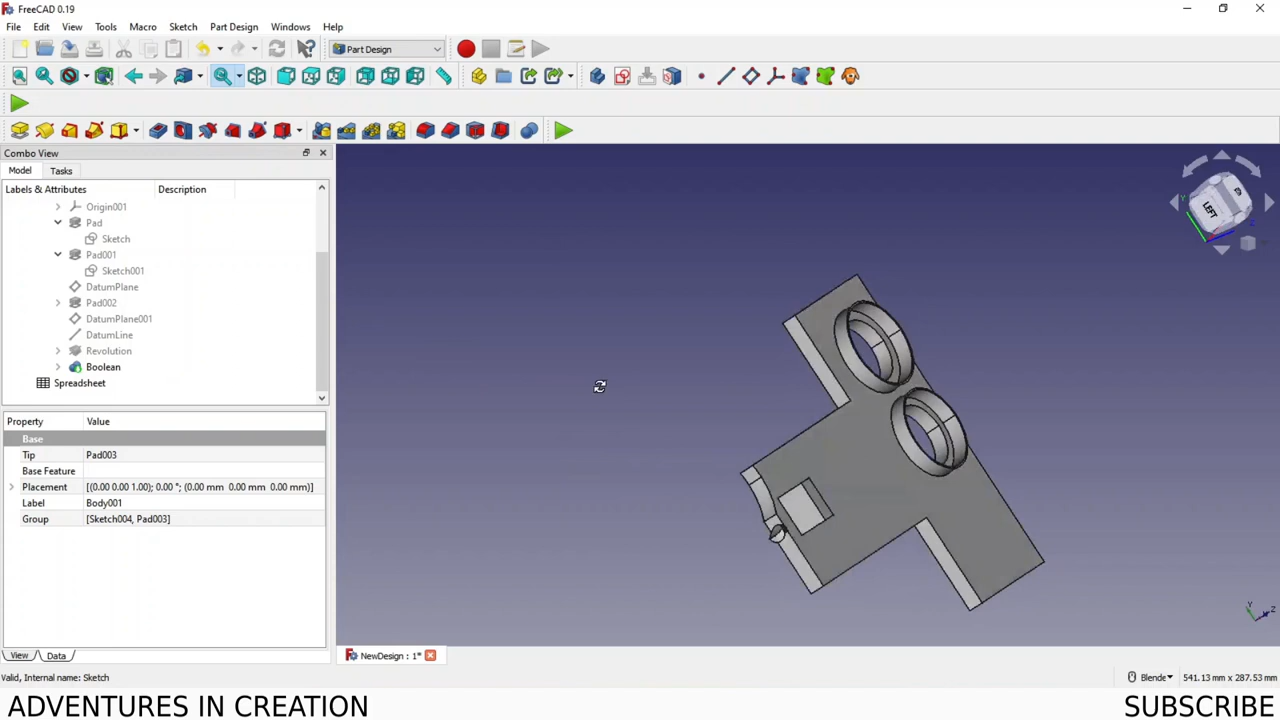 FreeCAD 0.19
File Edit View Tools Macro Sketch Part Design Windows Help
Part Design
Combo View
Model Tasks
Labels & Attributes Description
Origin001
Pad
Sketch
Pad001
Sketch001
DatumPlane
Pad002
DatumPlane001
DatumLine
Revolution
Boolean
Spreadsheet
Property Value
Base
Tip Pad003
Base Feature
Placement [(0.00 0.00 1.00); 0.00 °; (0.00 mm 0.00 mm 0.00 mm)]
Label Body001
Group [Sketch004, Pad003]
View Data
LEFT
Y
Z
Y
Z
NewDesign : 1*
Valid, Internal name: Sketch
Blende 541.13 mm x 287.53 mm
ADVENTURES IN CREATION SUBSCRIBE